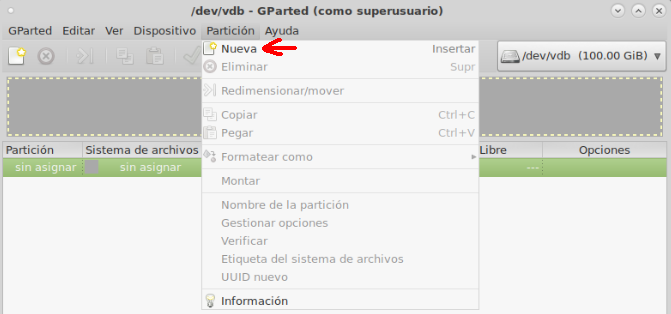 /dev/vdb - GParted (como superusuario)
GParted Editar Ver Dispositivo Partición Ayuda
Nueva Insertar
/dev/vdb (100.00 GiB)
Eliminar Supr
Redimensionar/mover
Copiar Ctrl+C
Pegar Ctrl+V
Partición Sistema de archivos Libre Opciones
Formatear como
sin asignar sin asignar ---
Montar
Nombre de la partición
Gestionar opciones
Verificar
Etiqueta del sistema de archivos
UUID nuevo
Información